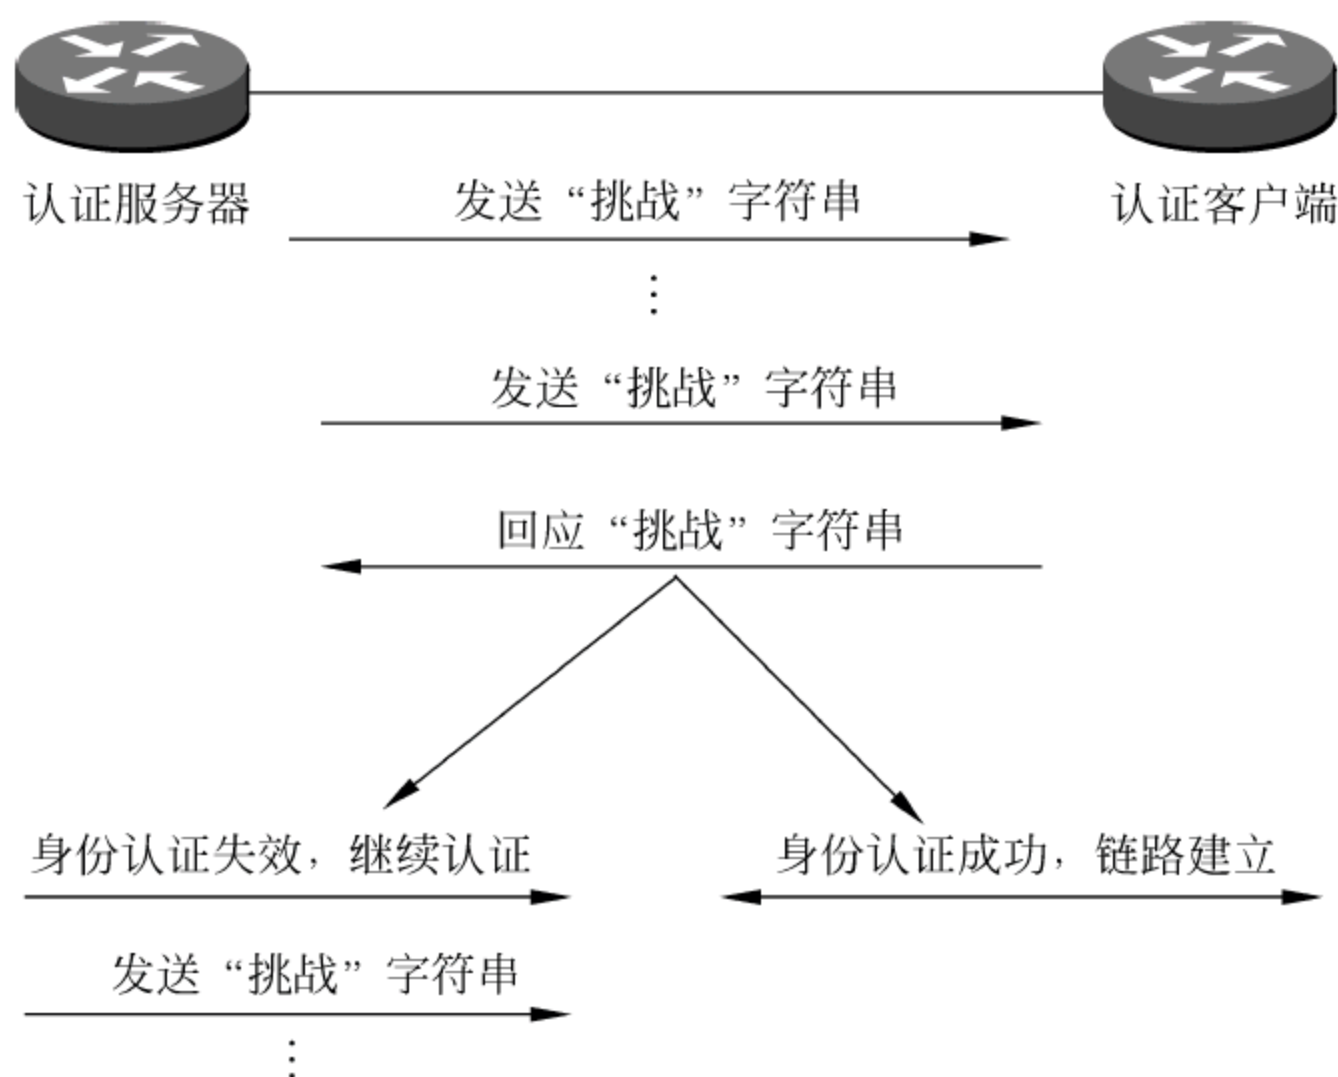 认证服务器
认证客户端
发送“挑战”字符串
发送“挑战”字符串
回应“挑战”字符串
身份认证失效，继续认证
身份认证成功，链路建立
发送“挑战”字符串